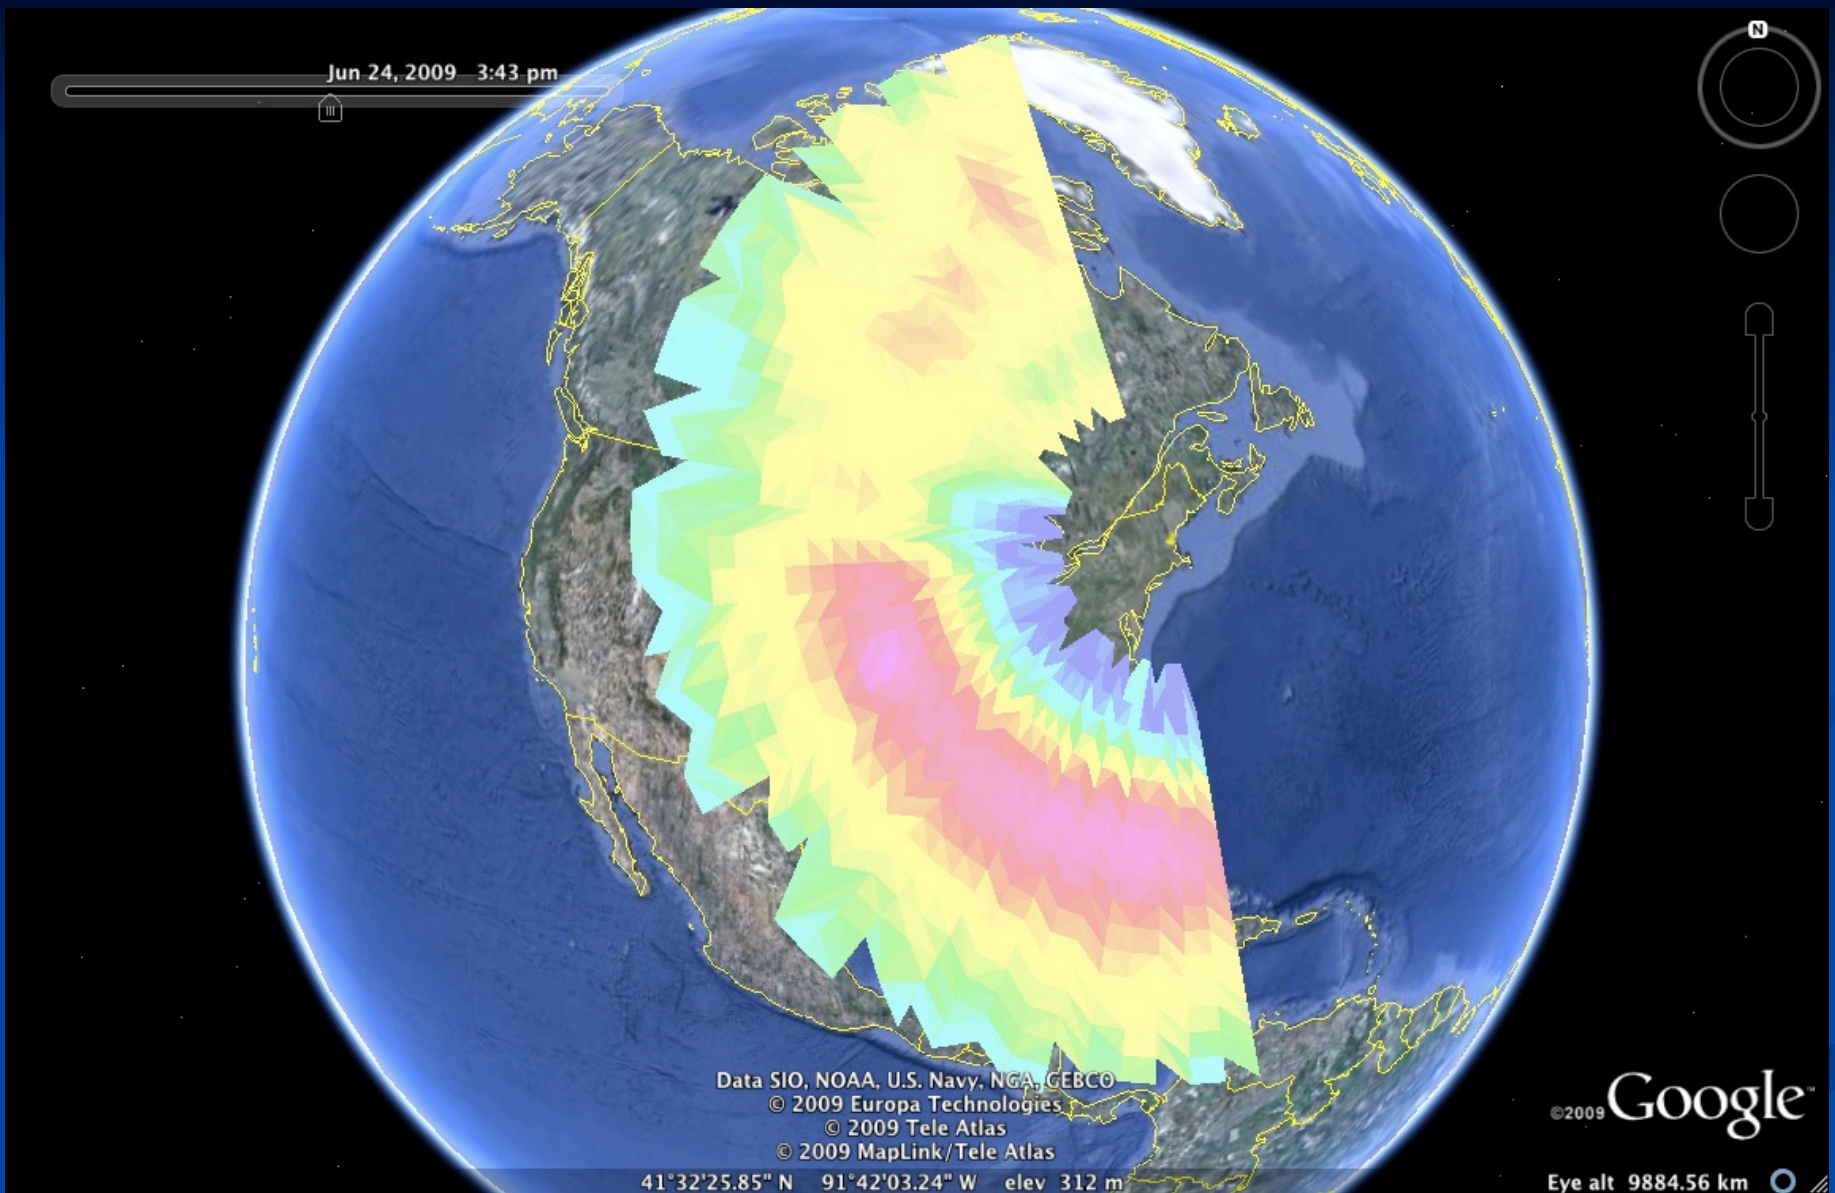 N
Jun 24, 2009 3:43 pm
Data SIO, NOAA, U.S. Navy, NGA, GEBCO
© 2009 Europa Technologies
© 2009 Tele Atlas
© 2009 MapLink/Tele Atlas
©2009 Google™
41°32'25.85" N 91°42'03.24" W elev 312 m
Eye alt 9884.56 km